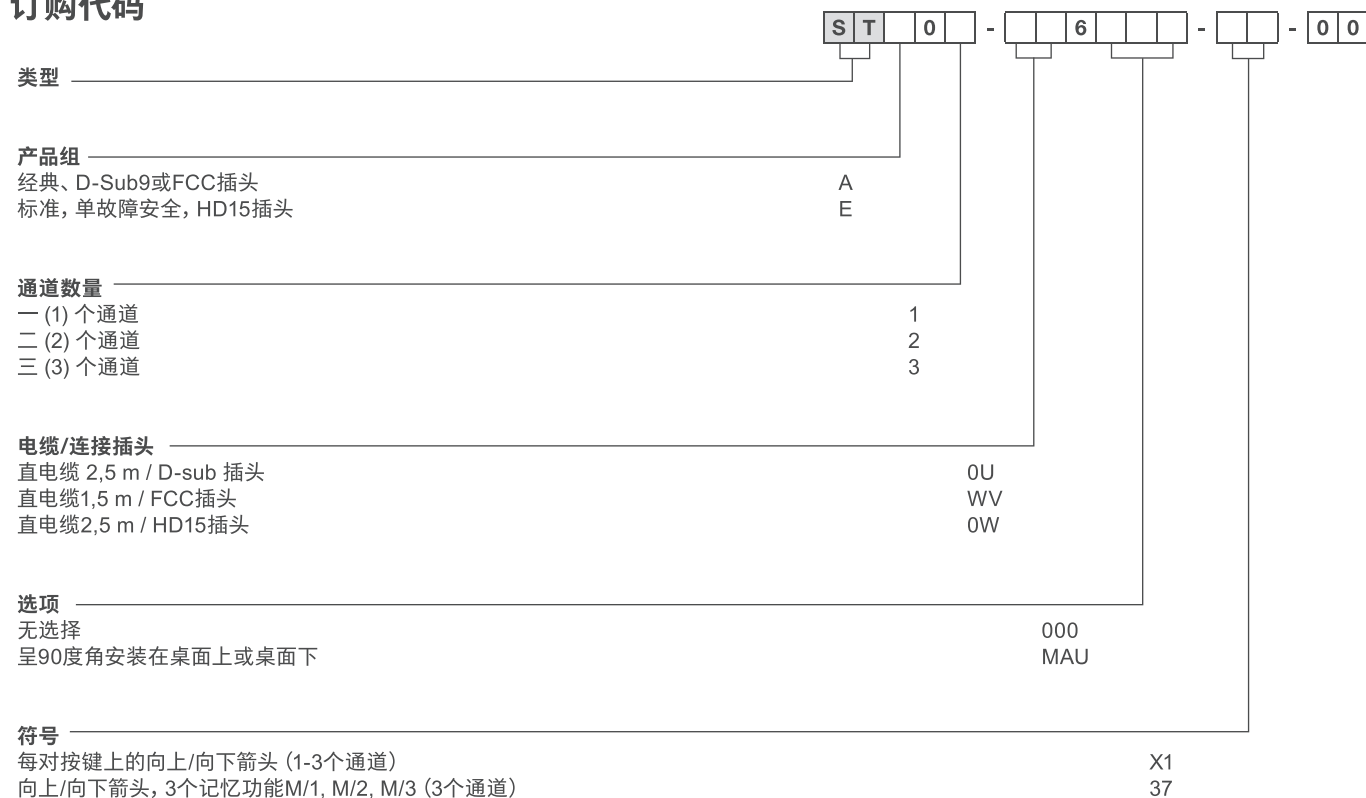 订购代码
ST 0 - 6 - - 00
类型
产品组
经典、D-Sub9或FCC插头 A
标准，单故障安全，HD15插头 E
通道数量
一 (1) 个通道 1
二 (2) 个通道 2
三 (3) 个通道 3
电缆/连接插头
直电缆 2,5 m / D-sub 插头 0U
直电缆1,5 m / FCC插头 WV
直电缆2,5 m / HD15插头 0W
选项
无选择 000
呈90度角安装在桌面上或桌面下 MAU
符号
每对按键上的向上/向下箭头（1-3个通道） X1
向上/向下箭头，3个记忆功能M/1, M/2, M/3（3个通道） 37